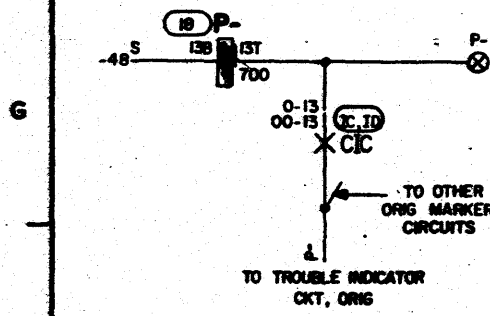 18 P-
S 13B 13T P-
-48 700
G
0-13
00-13 IC, ID
CIC
TO OTHER
ORIG MARKER
CIRCUITS
TO TROUBLE INDICATOR
CKT, ORIG